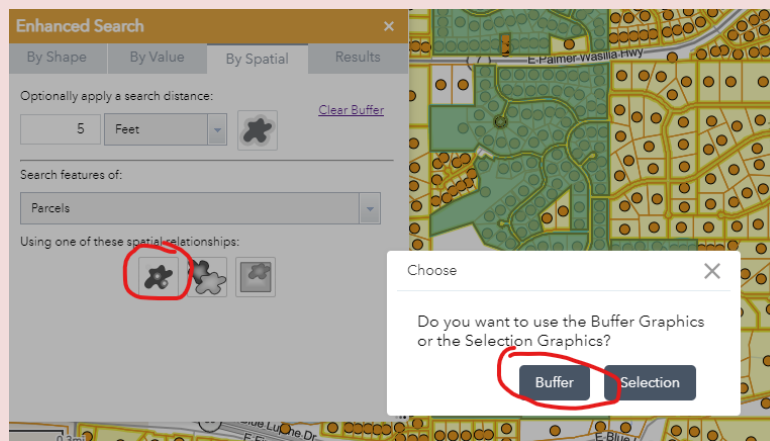 Enhanced Search
By Shape By Value By Spatial Results
Optionally apply a search distance:
5 Feet
Clear Buffer
Search features of:
Parcels
Using one of these spatial relationships:
E Palmer Wasilla Hwy
Choose
Do you want to use the Buffer Graphics
or the Selection Graphics?
Buffer Selection
0.3mi